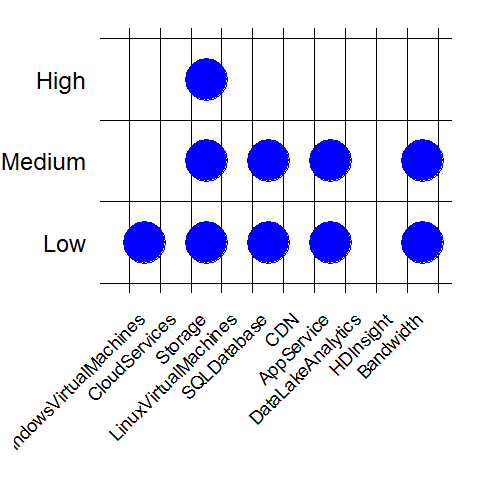 High
Medium
Low
ndowsVirtualMachines
CloudServices
Storage
LinuxVirtualMachines
SQLDatabase
CDN
AppService
DataLakeAnalytics
HDInsight
Bandwidth